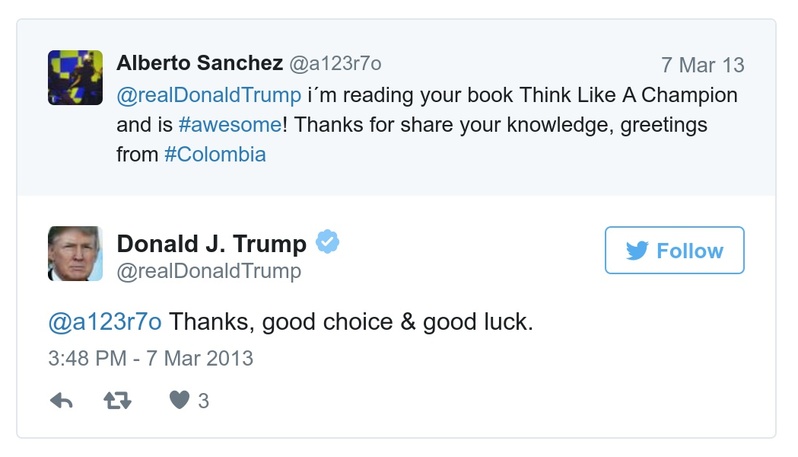 Alberto Sanchez @a123r7o 7 Mar 13
@realDonaldTrump i´m reading your book Think Like A Champion
and is #awesome! Thanks for share your knowledge, greetings
from #Colombia
Donald J. Trump
@realDonaldTrump
Follow
@a123r7o Thanks, good choice & good luck.
3:48 PM - 7 Mar 2013
3